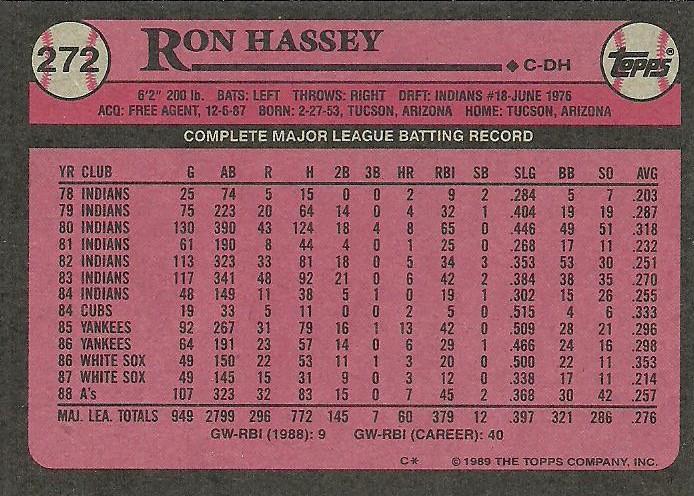 272
RON HASSEY
C-DH
Topps®
6'2" 200 lb. BATS: LEFT THROWS: RIGHT DRFT: INDIANS #18-JUNE 1976
ACQ: FREE AGENT, 12-6-87 BORN: 2-27-53, TUCSON, ARIZONA HOME: TUCSON, ARIZONA
COMPLETE MAJOR LEAGUE BATTING RECORD
YR CLUB G AB R H 2B 3B HR RBI SB SLG BB SO AVG
78 INDIANS 25 74 5 15 0 0 2 9 2 .284 5 7 .203
79 INDIANS 75 223 20 64 14 0 4 32 1 .404 19 19 .287
80 INDIANS 130 390 43 124 18 4 8 65 0 .446 49 51 .318
81 INDIANS 61 190 8 44 4 0 1 25 0 .268 17 11 .232
82 INDIANS 113 323 33 81 18 0 5 34 3 .353 53 30 .251
83 INDIANS 117 341 48 92 21 0 6 42 2 .384 38 35 .270
84 INDIANS 48 149 11 38 5 1 0 19 1 .302 15 26 .255
84 CUBS 19 33 5 11 0 0 2 5 0 .515 4 6 .333
85 YANKEES 92 267 31 79 16 1 13 42 0 .509 28 21 .296
86 YANKEES 64 191 23 57 14 0 6 29 1 .466 24 16 .298
86 WHITE SOX 49 150 22 53 11 1 3 20 0 .500 22 11 .353
87 WHITE SOX 49 145 15 31 9 0 3 12 0 .338 17 11 .214
88 A's 107 323 32 83 15 0 7 45 2 .368 30 42 .257
MAJ. LEA. TOTALS 949 2799 296 772 145 7 60 379 12 .397 321 286 .276
GW-RBI (1988): 9 GW-RBI (CAREER): 40
C* © 1989 THE TOPPS COMPANY, INC.